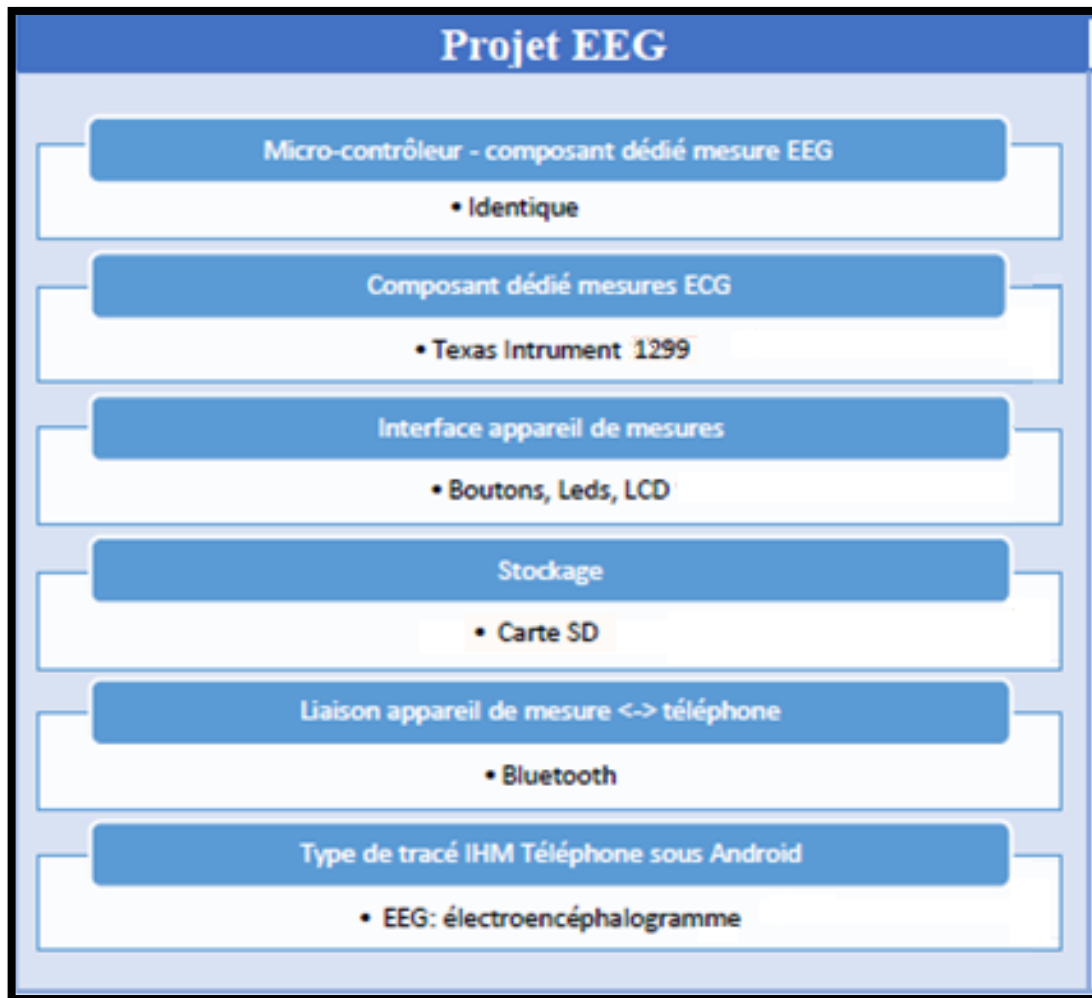 Projet EEG
Micro-contrôleur - composant dédié mesure EEG
• Identique
Composant dédié mesures ECG
• Texas Intrument 1299
Interface appareil de mesures
• Boutons, Leds, LCD
Stockage
• Carte SD
Liaison appareil de mesure <-> téléphone
• Bluetooth
Type de tracé IHM Téléphone sous Android
• EEG: électroencéphalogramme